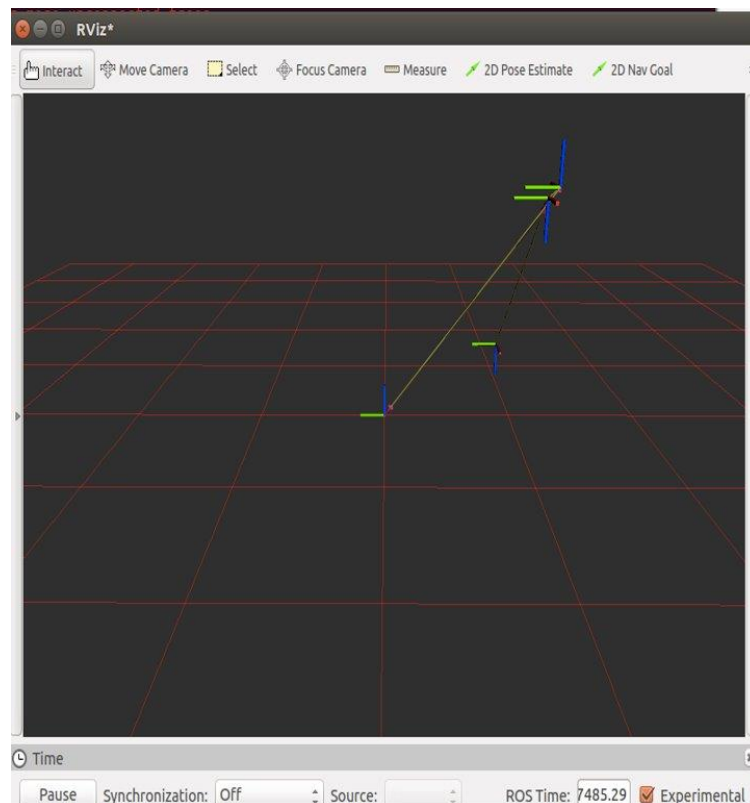 RViz*
Interact Move Camera Select Focus Camera Measure 2D Pose Estimate 2D Nav Goal
Time
Pause Synchronization: Off Source: ROS Time: 7485.29 Experimental